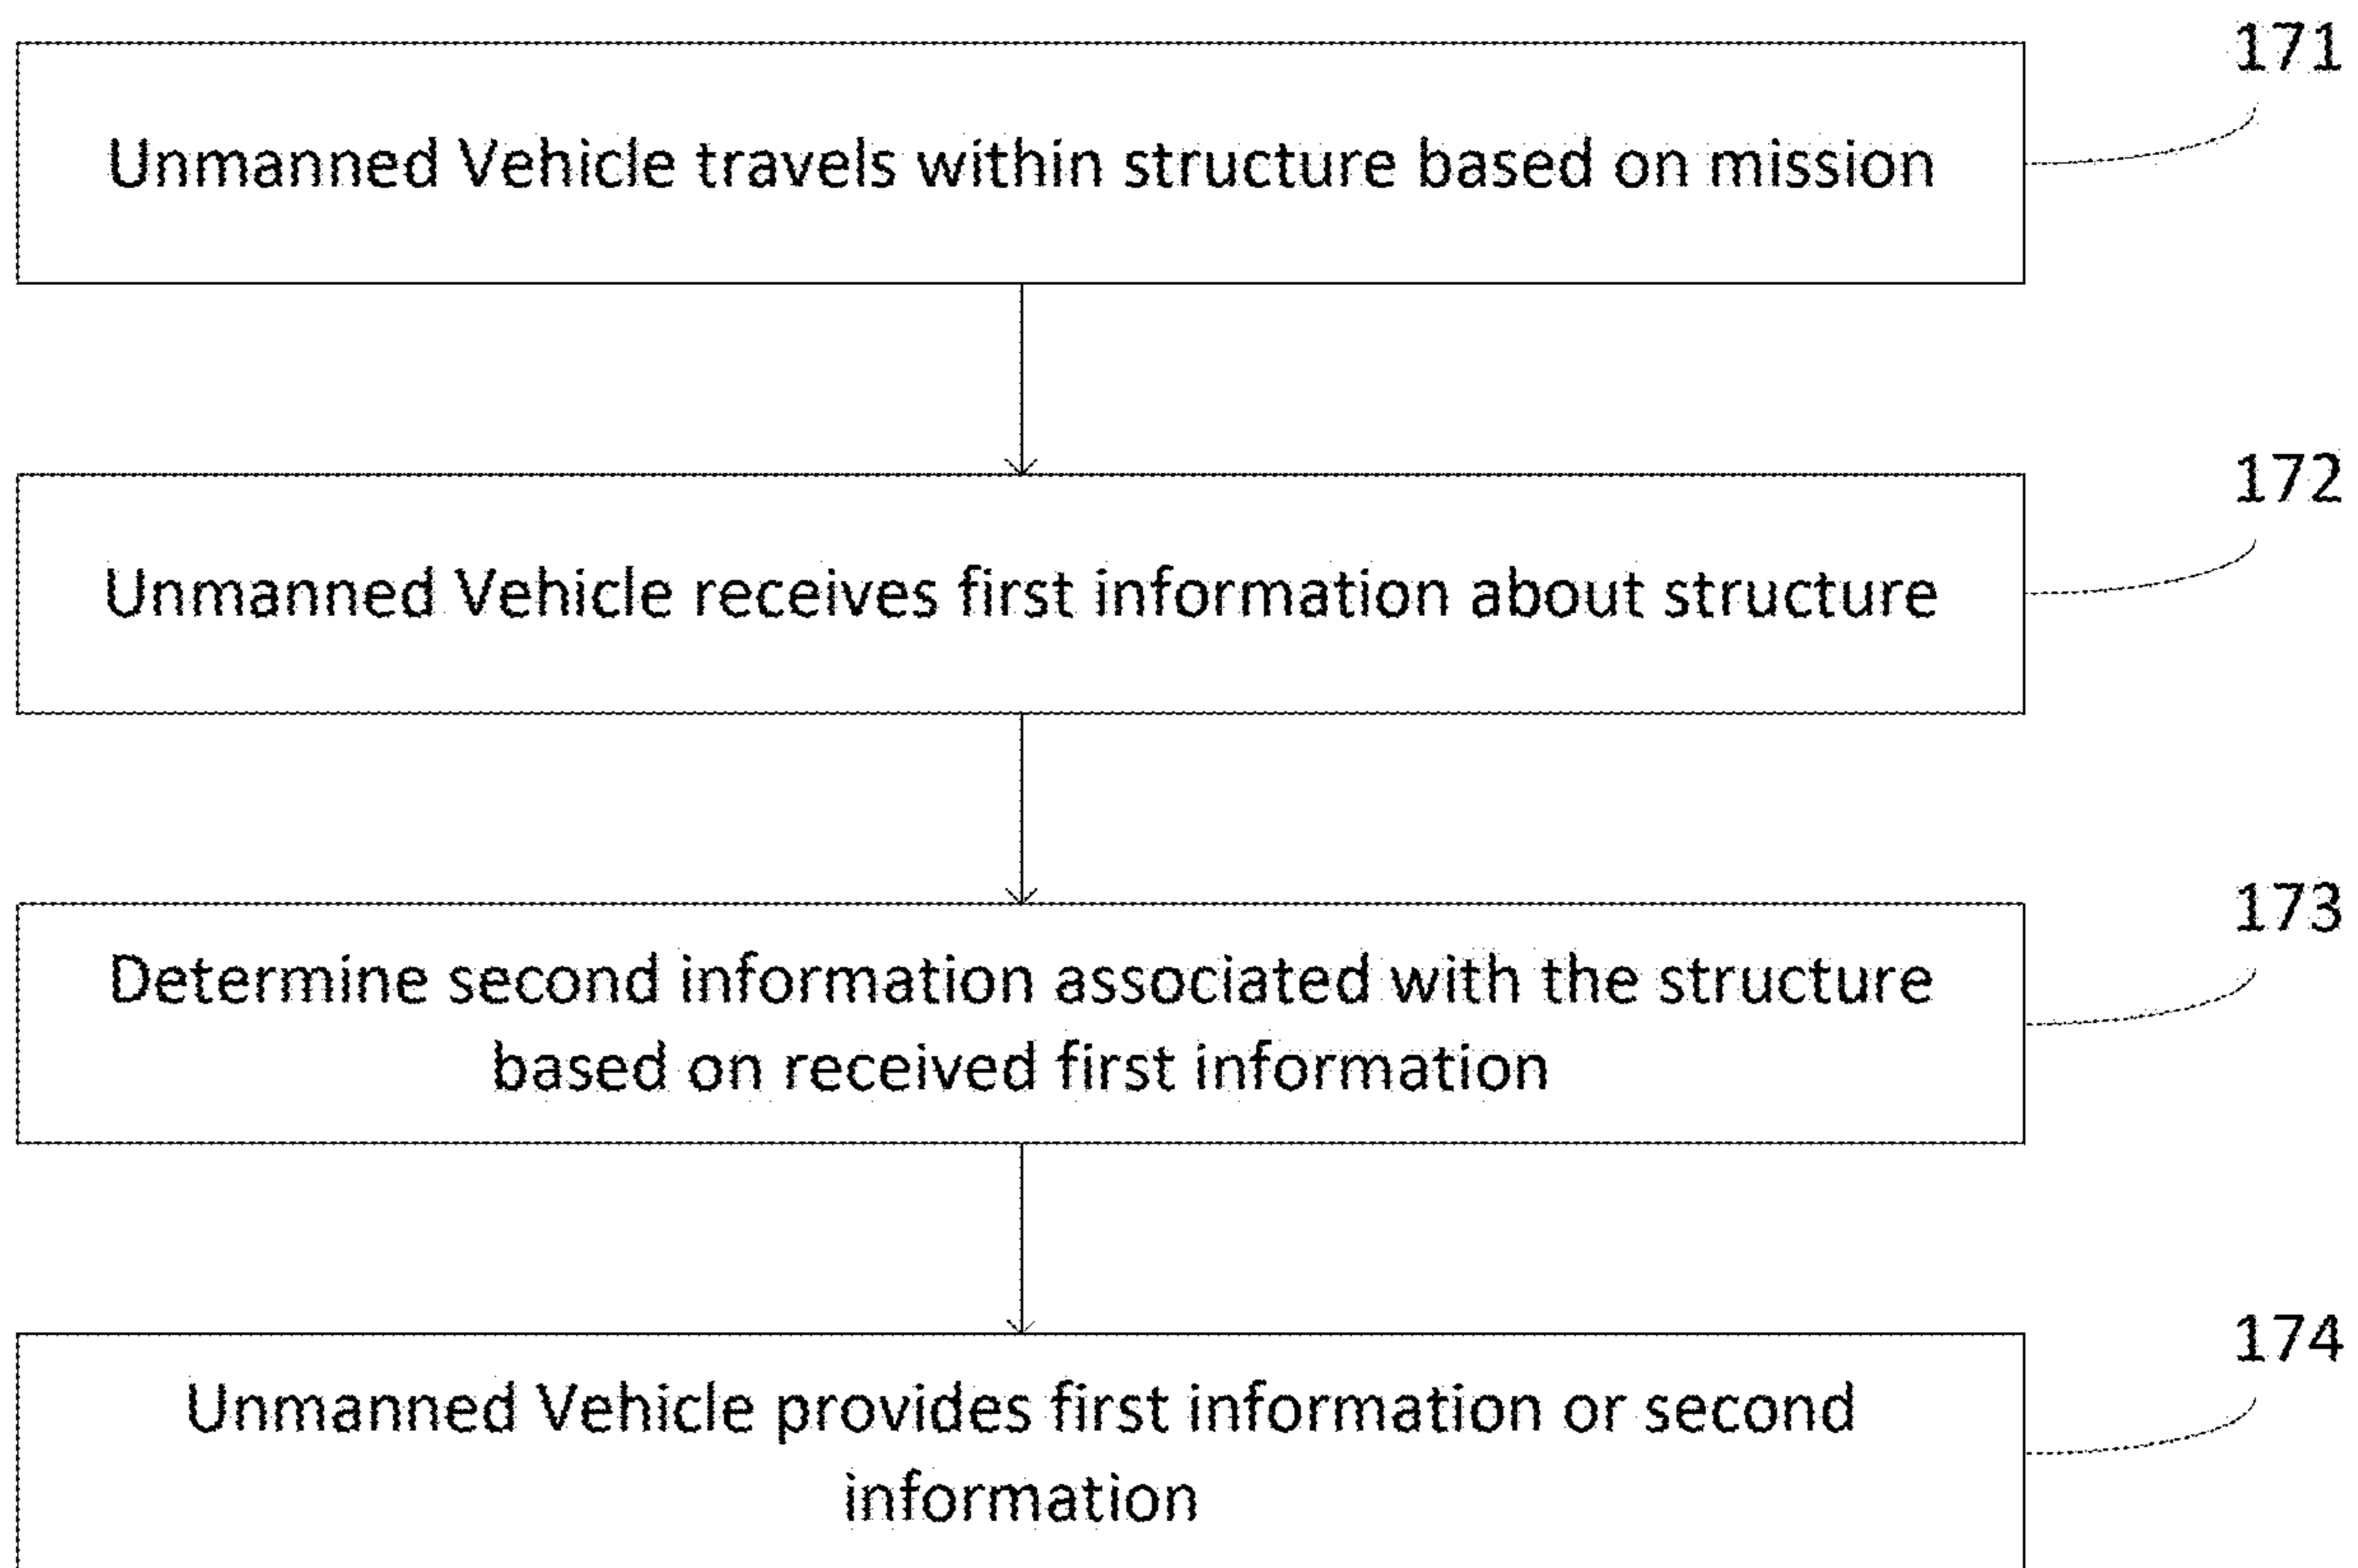 171
Unmanned Vehicle travels within structure based on mission
172
Unmanned Vehicle receives first information about structure
173
Determine second information associated with the structure
based on received first information
174
Unmanned Vehicle provides first information or second
information